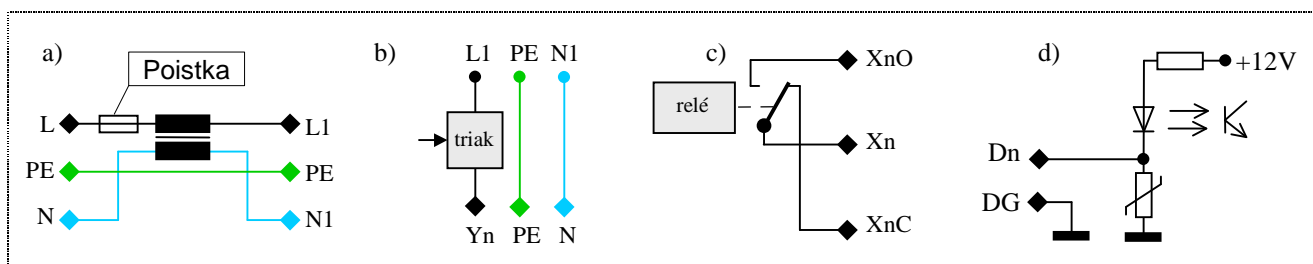 a)
Poistka
L
L1
PE
PE
N
N1
b)
L1 PE N1
triak
Yn PE N
c)
XnO
relé
Xn
XnC
d)
+12V
Dn
DG